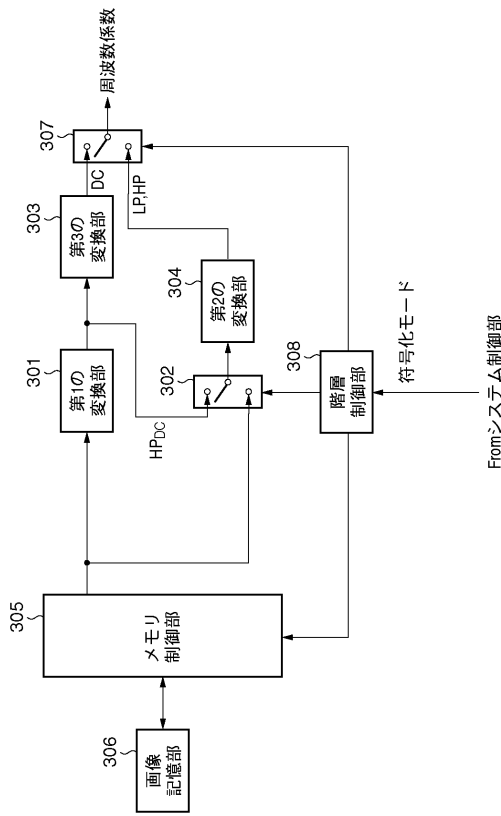 306
画像
記憶部
305
メモリ
制御部
301
第1の
変換部
303
第3の
変換部
307
DC
LP,HP
周波数係数
HPDC
302
304
第2の
変換部
308
階層
制御部
符号化モード
Fromシステム制御部